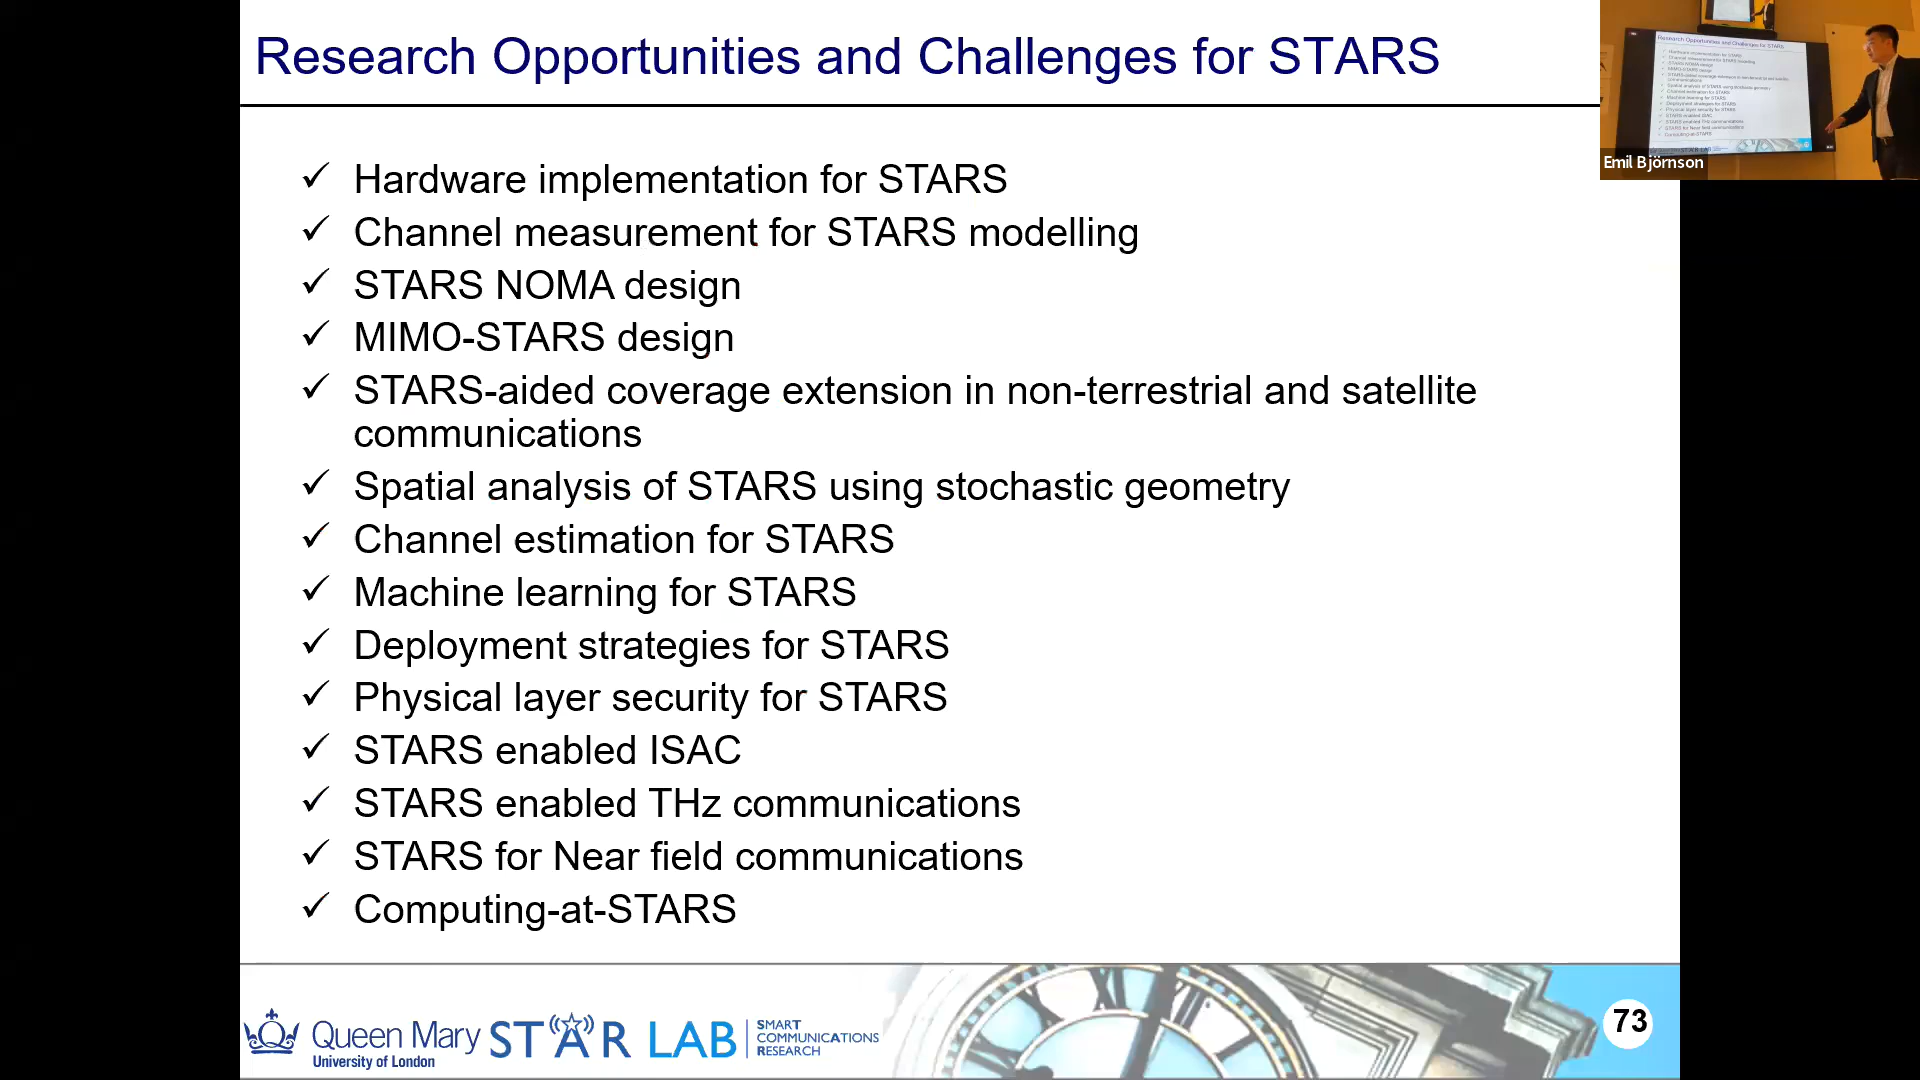 Research Opportunities and Challenges for STARS
Emil Björnson
✓ Hardware implementation for STARS
✓ Channel measurement for STARS modelling
✓ STARS NOMA design
✓ MIMO-STARS design
✓ STARS-aided coverage extension in non-terrestrial and satellite
communications
✓ Spatial analysis of STARS using stochastic geometry
✓ Channel estimation for STARS
✓ Machine learning for STARS
✓ Deployment strategies for STARS
✓ Physical layer security for STARS
✓ STARS enabled ISAC
✓ STARS enabled THz communications
✓ STARS for Near field communications
✓ Computing-at-STARS
Queen Mary
University of London
STAR LAB
SMART
COMMUNICATIONS
RESEARCH
73